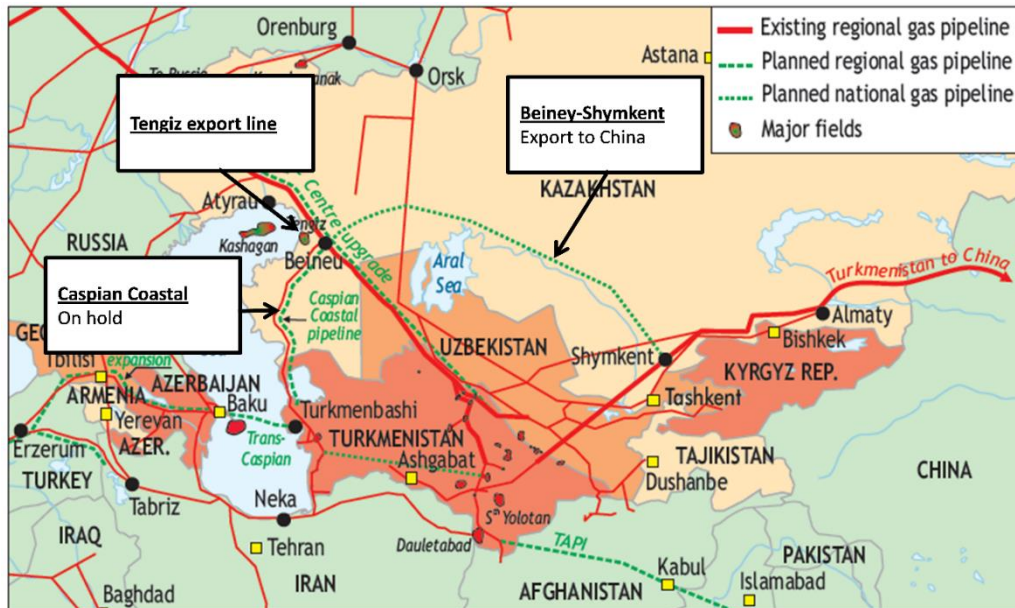 Existing regional gas pipeline
Planned regional gas pipeline
Planned national gas pipeline
Major fields
Orenburg
Orsk
Astana
Tengiz export line
Beiney-Shymkent
Export to China
KAZAKHSTAN
Atyrau
Kashagan
Centre upgrade
Beineu
RUSSIA
Aral
Sea
Turkmenistan to China
Caspian Coastal
On hold
Caspian
Coastal
pipeline
Almaty
Bishkek
UZBEKISTAN
Shymkent
KYRGYZ REP.
Tashkent
expansion
ARMENIA
AZERBAIJAN
Baku
Turkmenbashi
Yerevan
AZER.
Trans-
Caspian
TURKMENISTAN
Ashgabat
TAJIKISTAN
Dushanbe
CHINA
Erzerum
TURKEY
Tabriz
Neka
Sth Yolotan
Dauletabad
TAPI
IRAQ
Tehran
IRAN
AFGHANISTAN
Kabul
PAKISTAN
Islamabad
Baghdad